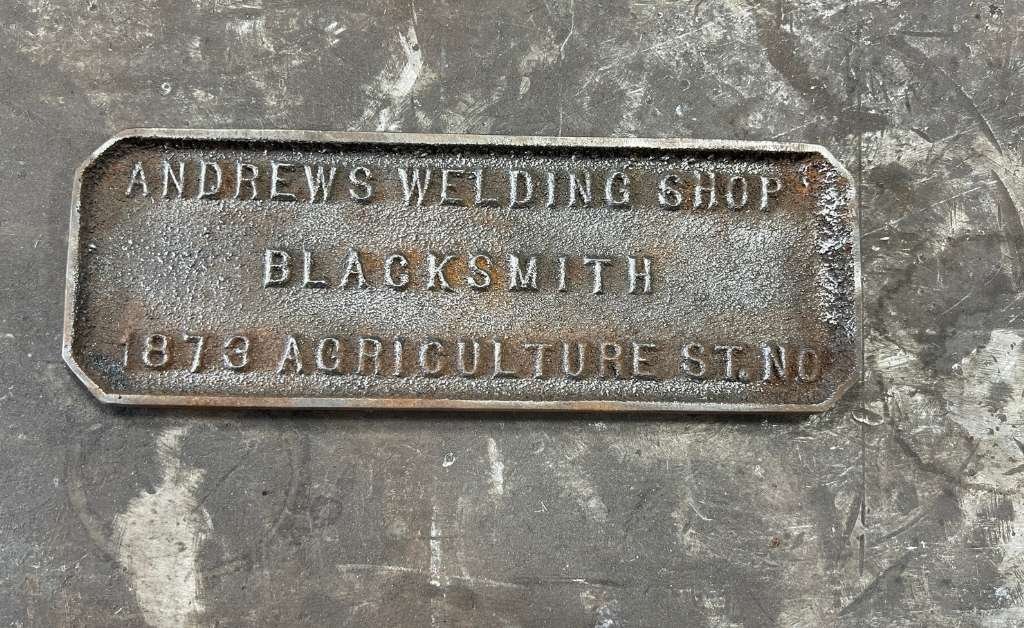 ANDREWS WELDING SHOP
BLACKSMITH
1873 AGRICULTURE ST. NO